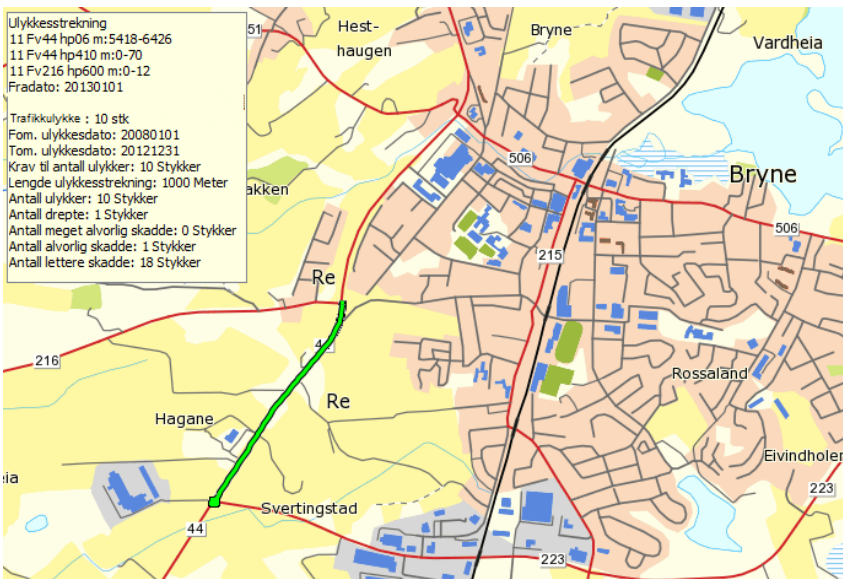 Ulykkesstrekning
11 Fv44 hp06 m:5418-6426
11 Fv44 hp410 m:0-70
11 Fv216 hp600 m:0-12
Fradato: 20130101
Trafikkulykke : 10 stk
Fom. ulykkesdato: 20080101
Tom. ulykkesdato: 20121231
Krav til antall ulykker: 10 Stykker
Lengde ulykkesstrekning: 1000 Meter
Antall ulykker: 10 Stykker
Antall drepte: 1 Stykker
Antall meget alvorlig skadde: 0 Stykker
Antall alvorlig skadde: 1 Stykker
Antall lettere skadde: 18 Stykker
51
Hest-
haugen
Bryne
Vardheia
506
Bryne
akken
506
215
Re
216
Re
Rossaland
Hagane
Eivindholen
eia
Svertingstad
223
44
223